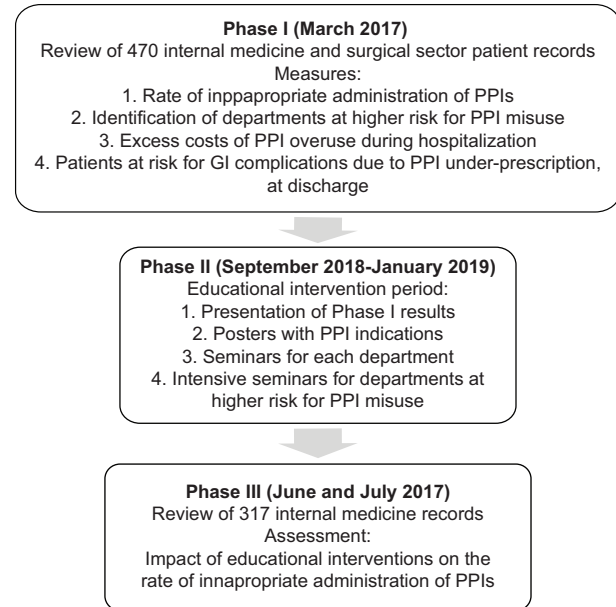 Phase I (March 2017)
Review of 470 internal medicine and surgical sector patient records
Measures:
1. Rate of inppapropriate administration of PPIs
2. Identification of departments at higher risk for PPI misuse
3. Excess costs of PPI overuse during hospitalization
4. Patients at risk for GI complications due to PPI under-prescription,
at discharge
Phase II (September 2018-January 2019)
Educational intervention period:
1. Presentation of Phase I results
2. Posters with PPI indications
3. Seminars for each department
4. Intensive seminars for departments at
higher risk for PPI misuse
Phase III (June and July 2017)
Review of 317 internal medicine records
Assessment:
Impact of educational interventions on the
rate of innapropriate administration of PPIs